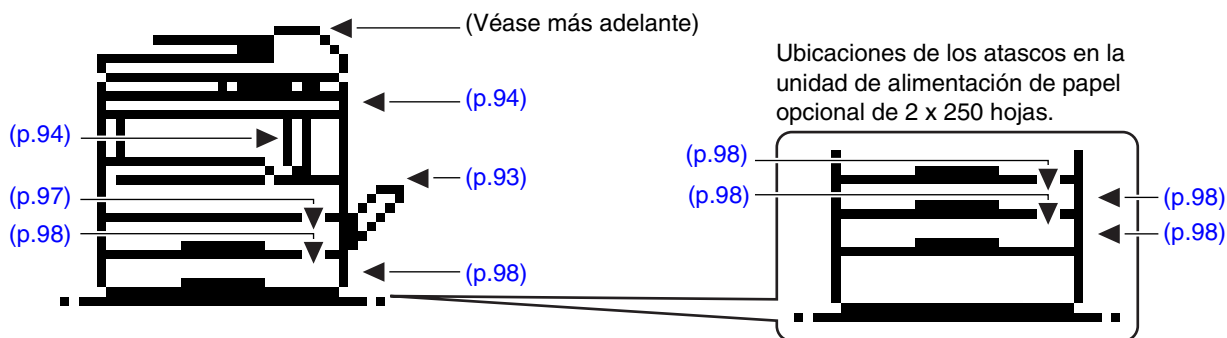 (Véase más adelante)
(p.94)
(p.94)
(p.93)
(p.97)
(p.98)
(p.98)
Ubicaciones de los atascos en la
unidad de alimentación de papel
opcional de 2 x 250 hojas.
(p.98)
(p.98)
(p.98)
(p.98)